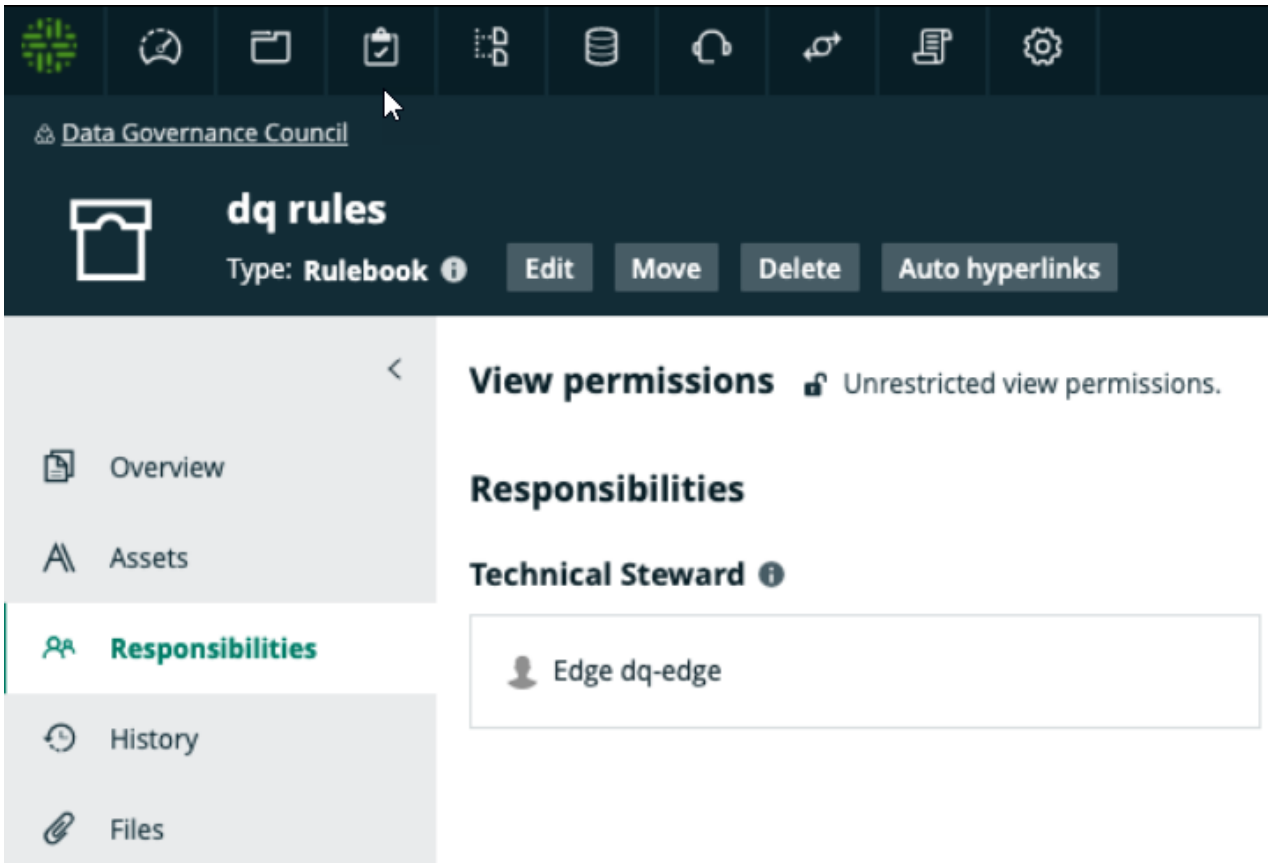 Data Governance Council
dq rules
Type: Rulebook
Edit
Move
Delete
Auto hyperlinks
View permissions
Unrestricted view permissions.
Overview
Responsibilities
Assets
Technical Steward
Responsibilities
Edge dq-edge
History
Files